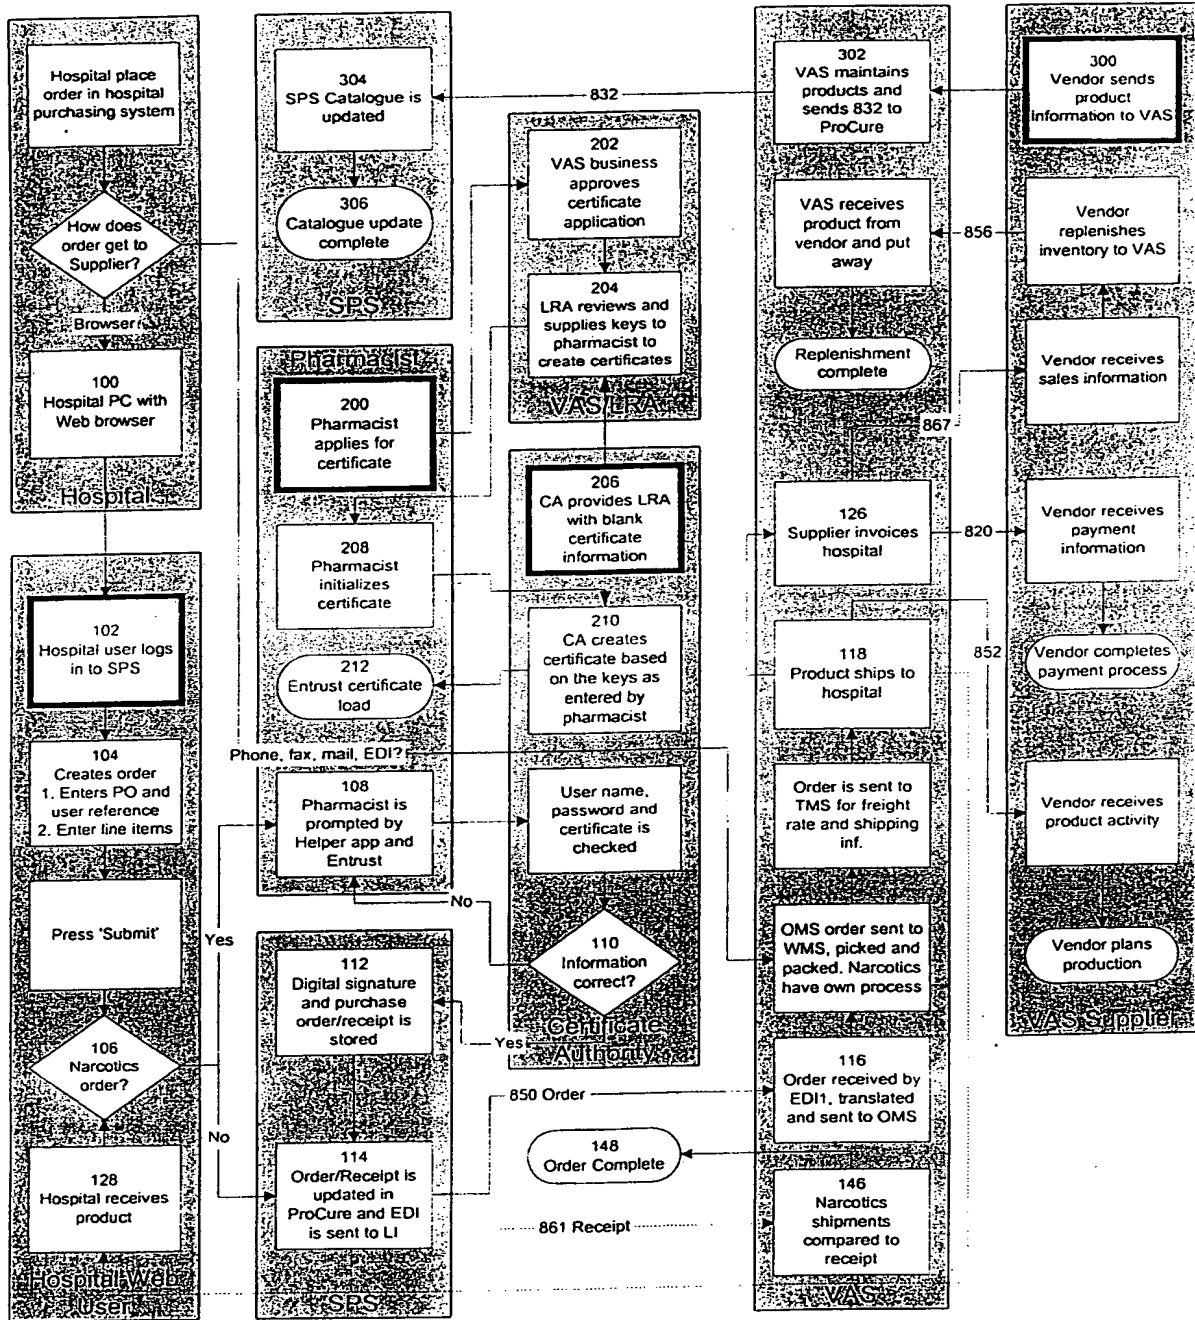 Hospital place
order in hospital
purchasing system
How does
order get to
Supplier?
Browser
100
Hospital PC with
Web browser
Hospital
102
Hospital user logs
in to SPS
104
Creates order
1. Enters PO and
user reference
2. Enter line items
Press 'Submit'
Yes
106
Narcotics
order?
No
128
Hospital receives
product
Hospital Web
User
304
SPS Catalogue is
updated
306
Catalogue update
complete
SPS
Pharmacist
200
Pharmacist
applies for
certificate
208
Pharmacist
initializes
certificate
212
Entrust certificate
load
Phone, fax, mail, EDI?
108
Pharmacist is
prompted by
Helper app and
Entrust
No
112
Digital signature
and purchase
order/receipt is
stored
114
Order/Receipt is
updated in
ProCure and EDI
is sent to LI
SPS
832
202
VAS business
approves
certificate
application
204
LRA reviews and
supplies keys to
pharmacist to
create certificates
VAS LRA
206
CA provides LRA
with blank
certificate
information
210
CA creates
certificate based
on the keys as
entered by
pharmacist
User name,
password and
certificate is
checked
110
Information
correct?
Yes
Certificate
Authority
850 Order
148
Order Complete
861 Receipt
302
VAS maintains
products and
sends 832 to
ProCure
VAS receives
product from
vendor and put
away
Replenishment
complete
867
126
Supplier invoices
hospital
820
118
Product ships to
hospital
852
Order is sent to
TMS for freight
rate and shipping
inf.
OMS order sent to
WMS, picked and
packed. Narcotics
have own process
116
Order received by
EDI1, translated
and sent to OMS
146
Narcotics
shipments
compared to
receipt
VAS
300
Vendor sends
product
Information to VAS
856
Vendor
replenishes
inventory to VAS
Vendor receives
sales information
Vendor receives
payment
information
Vendor completes
payment process
Vendor receives
product activity
Vendor plans
production
VAS Supplier